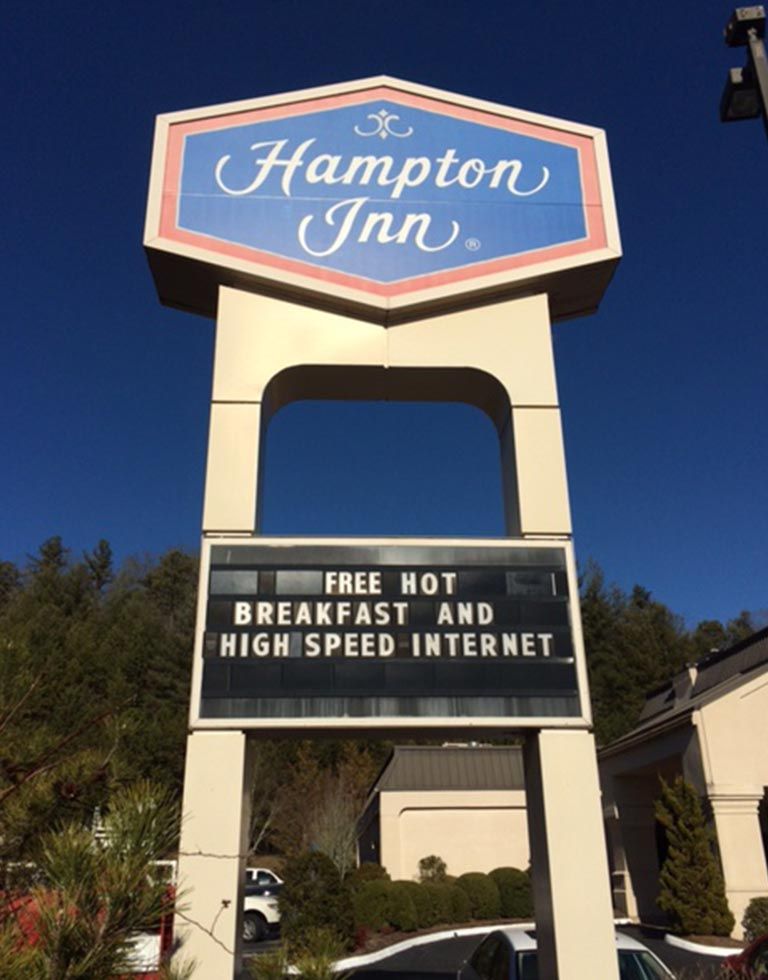 Hampton
Inn®
FREE HOT
BREAKFAST AND
HIGH SPEED INTERNET